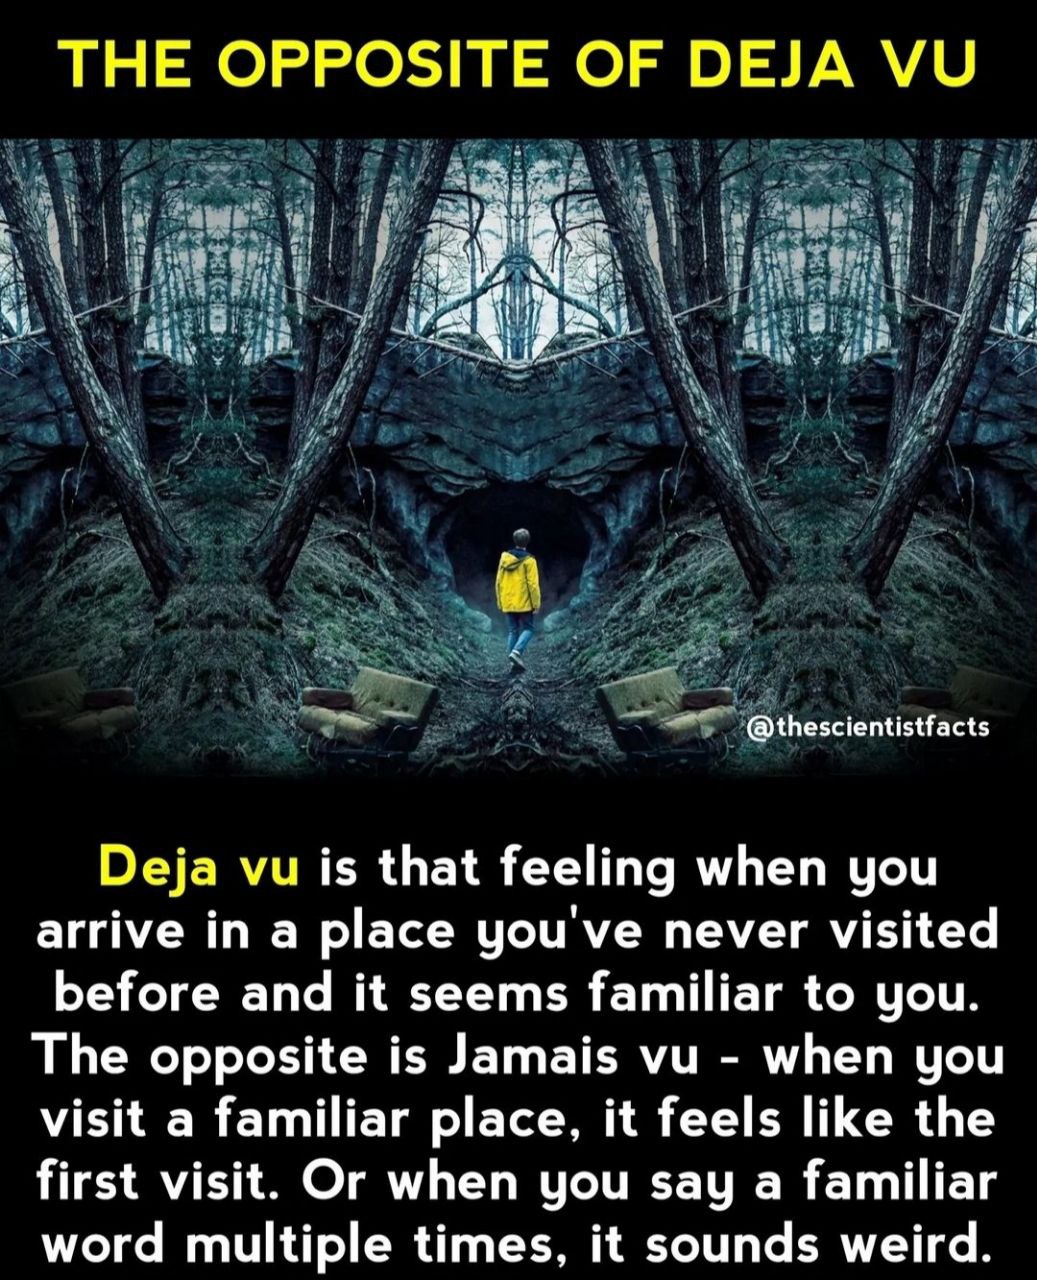 THE OPPOSITE OF DEJA VU
@thescientistfacts
Deja vu is that feeling when you
arrive in a place you've never visited
before and it seems familiar to you.
The opposite is Jamais vu - when you
visit a familiar place, it feels like the
first visit. Or when you say a familiar
word multiple times, it sounds weird.